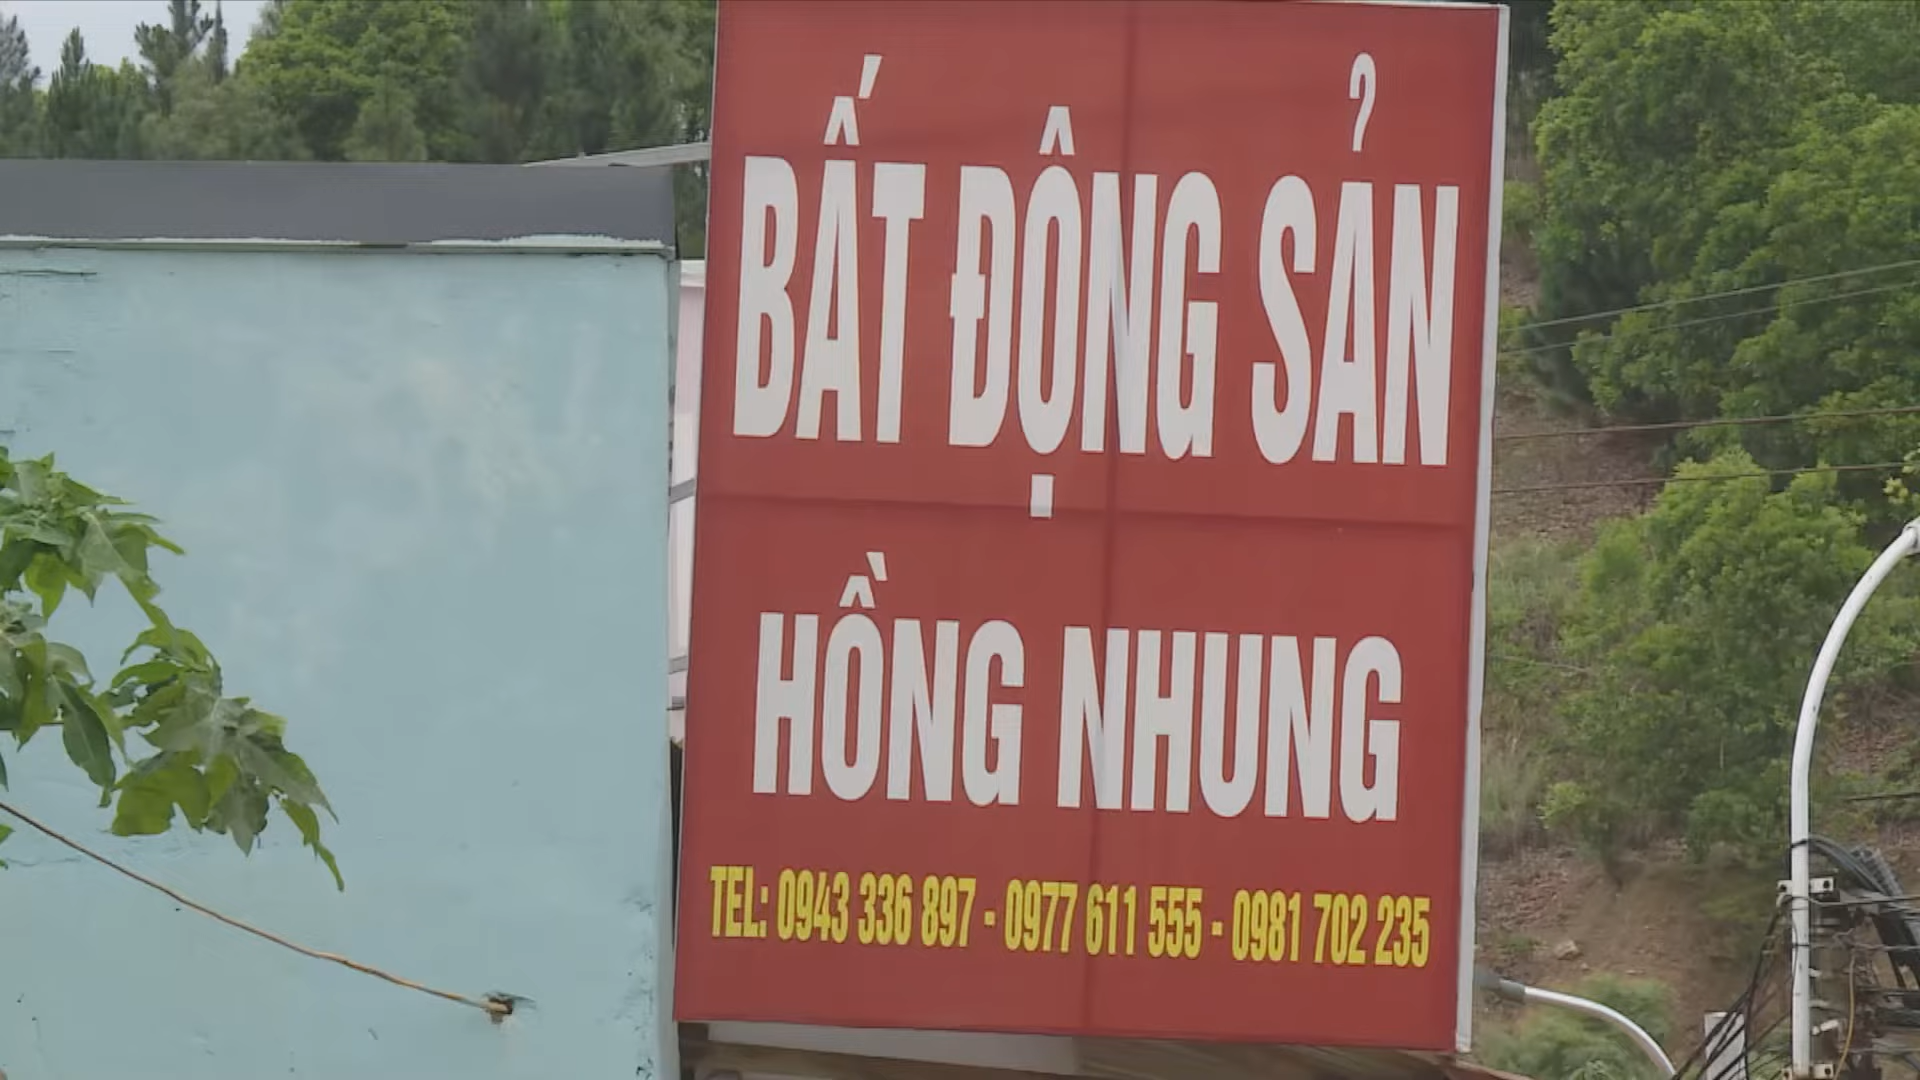 BẤT ĐỘNG SẢN
HỒNG NHUNG
TEL: 0943 336 897 - 0977 611 555 - 0981 702 235